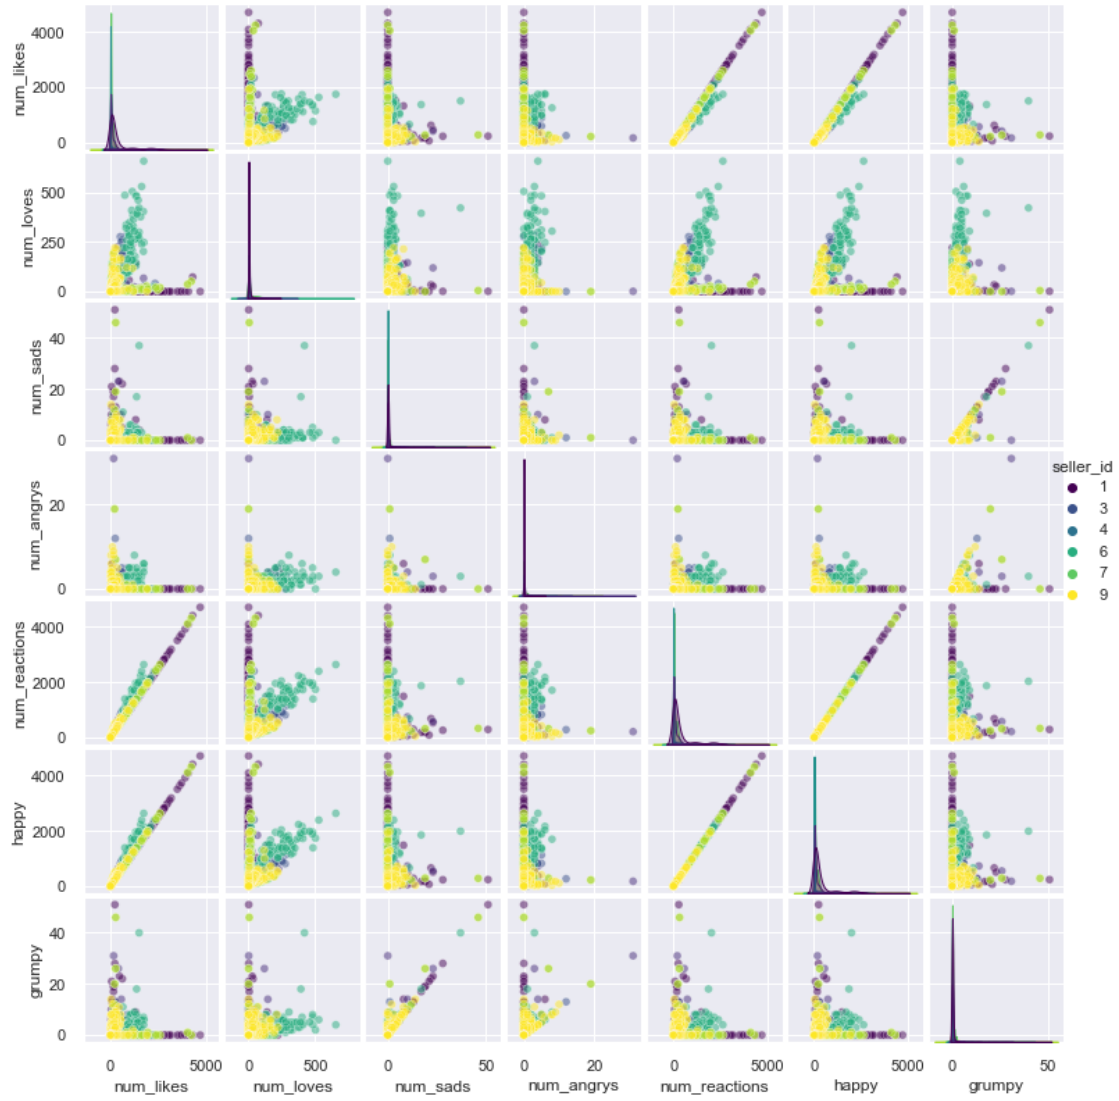 4000
2000
0
num_likes
500
250
0
num_loves
40
20
0
num_sads
20
0
num_angrys
seller_id
1
3
4
6
7
9
4000
2000
0
num_reactions
4000
2000
0
happy
40
20
0
grumpy
0 5000 0 500 0 50 0 20 0 5000 0 5000 0 50
num_likes num_loves num_sads num_angrys num_reactions happy grumpy